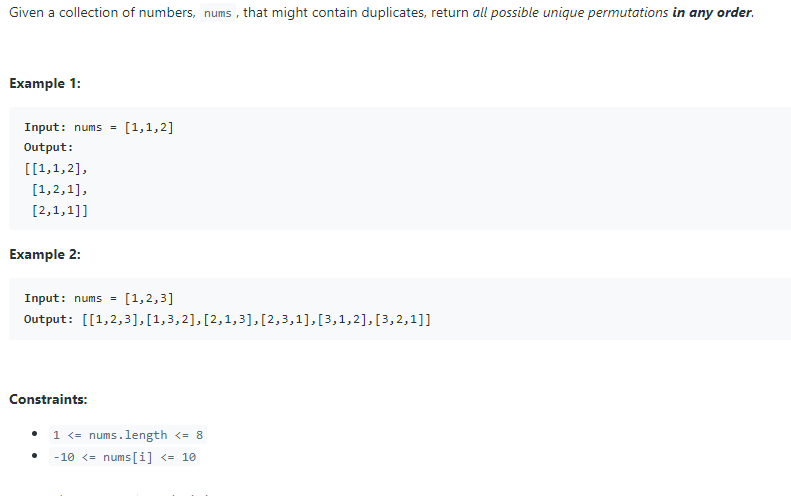 Given a collection of numbers, nums , that might contain duplicates, return all possible unique permutations in any order.
Example 1:
Input: nums = [1,1,2]
Output:
[[1,1,2],
[1,2,1],
[2,1,1]]
Example 2:
Input: nums = [1,2,3]
Output: [[1,2,3],[1,3,2],[2,1,3],[2,3,1],[3,1,2],[3,2,1]]
Constraints:
• 1 <= nums.length <= 8
• -10 <= nums[i] <= 10